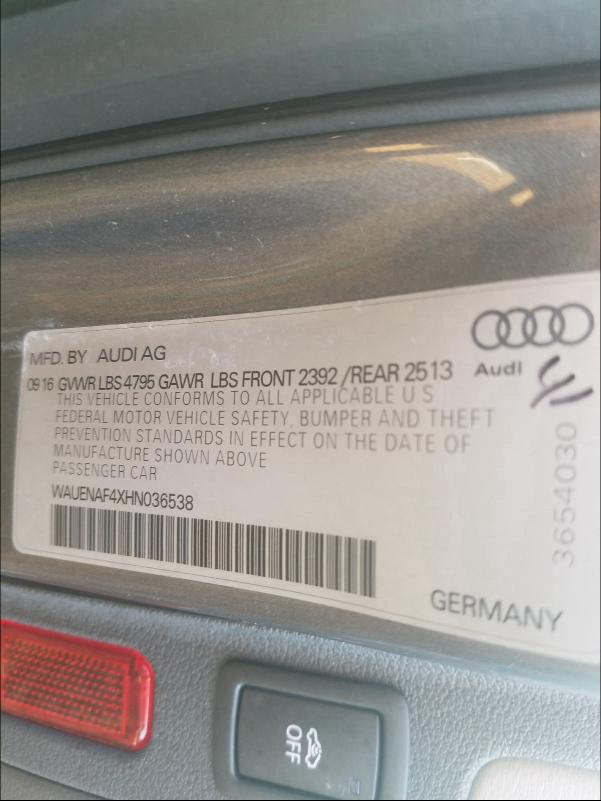 MFD. BY AUDI AG
09 16 GVWR LBS 4795 GAWR LBS FRONT 2392 /REAR 2513
THIS VEHICLE CONFORMS TO ALL APPLICABLE U S
FEDERAL MOTOR VEHICLE SAFETY, BUMPER AND THEFT
PREVENTION STANDARDS IN EFFECT ON THE DATE OF
MANUFACTURE SHOWN ABOVE
PASSENGER CAR
WAUENAF4XHN036538
Audi
3654030
GERMANY
OFF